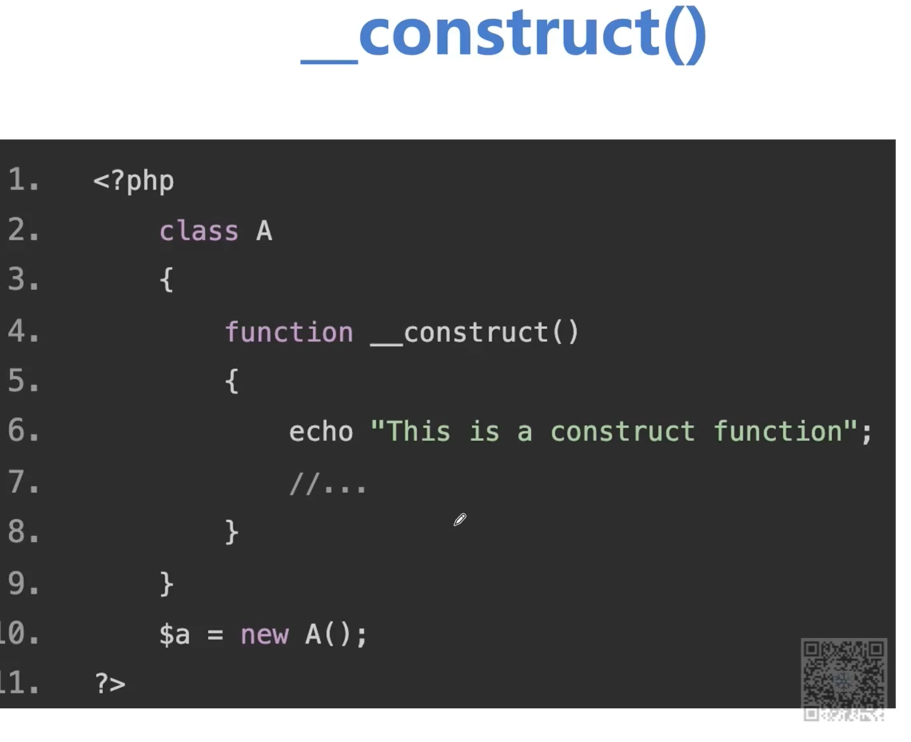 __construct()
1. <?php
2. class A
3. {
4. function __construct()
5. {
6. echo "This is a construct function";
7. //...
8. }
9. }
10. $a = new A();
11. ?>